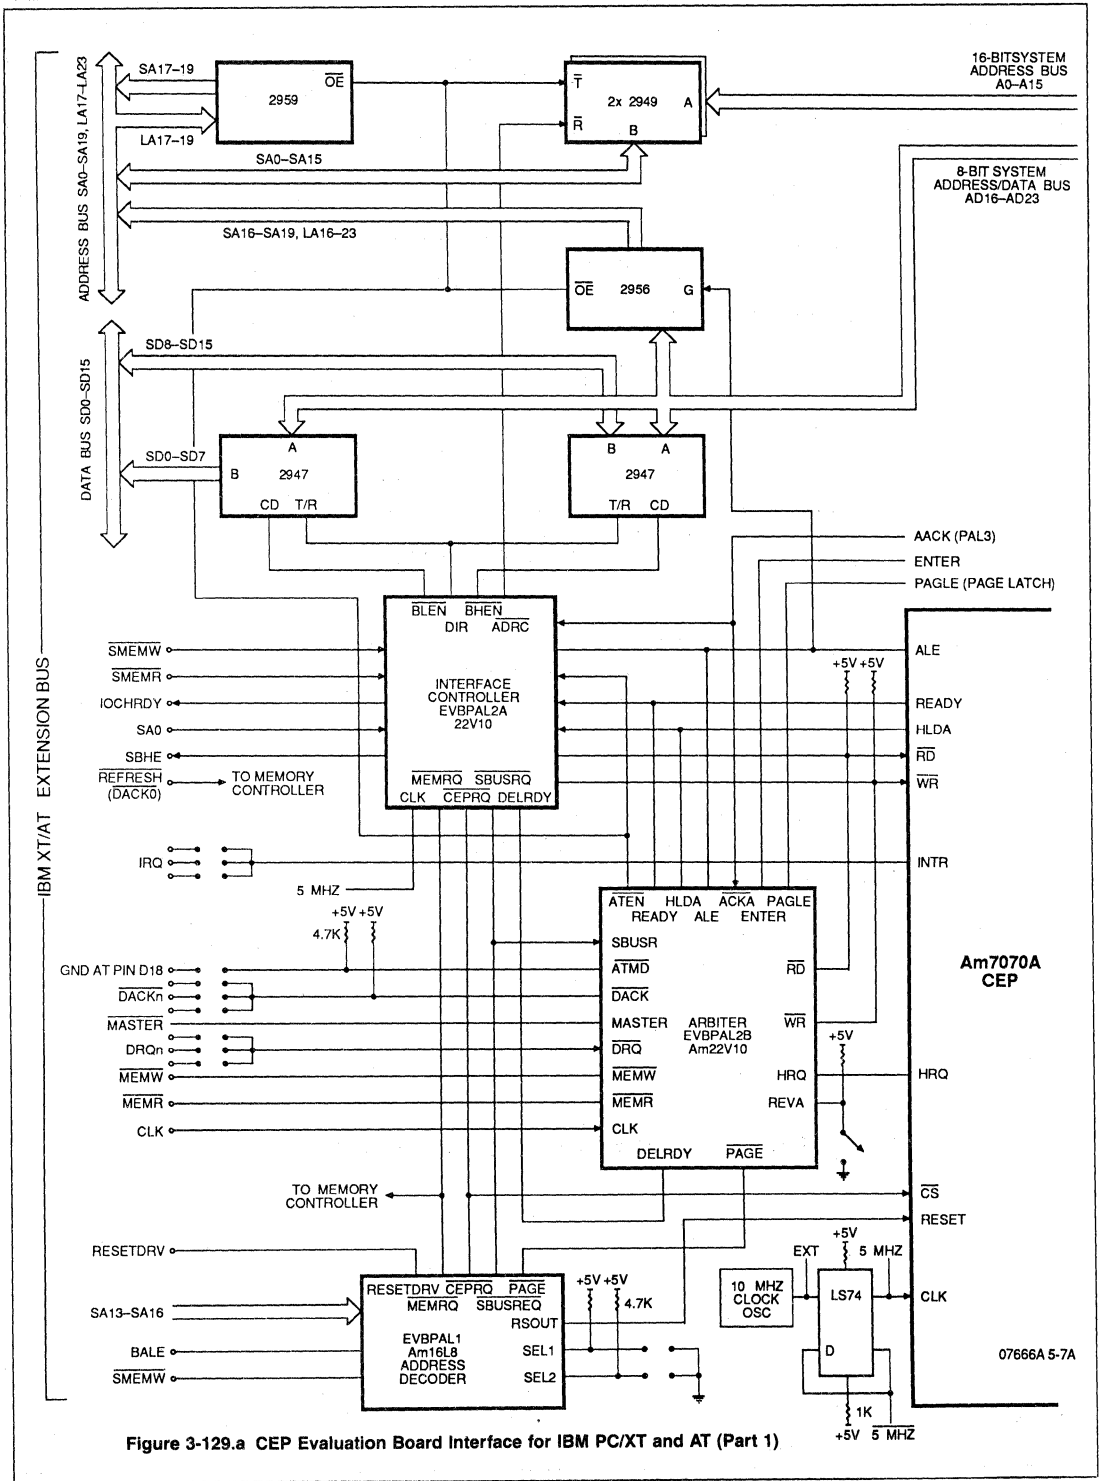 16-BITSYSTEM
ADDRESS BUS
A0–A15
SA17–19
OE
2959
LA17–19
T
2x 2949
A
R
B
SA0–SA15
8-BIT SYSTEM
ADDRESS/DATA BUS
AD16–AD23
SA16–SA19, LA16–23
ADDRESS BUS SA0–SA19, LA17–LA23
OE
2956
G
SD8–SD15
DATA BUS SD0–SD15
SD0–SD7
A
B
2947
CD T/R
B
A
2947
T/R CD
AACK (PAL3)
ENTER
PAGLE (PAGE LATCH)
IBM XT/AT EXTENSION BUS
BLEN
BHEN
DIR
ADRC
INTERFACE
CONTROLLER
EVBPAL2A
22V10
MEMRQ SBUSRQ
CLK CEPRQ DELRDY
SMEMW
SMEMR
IOCHRDY
SA0
SBHE
REFRESH
(DACK0)
TO MEMORY
CONTROLLER
+5V +5V
ALE
READY
HLDA
RD
WR
INTR
IRQ
5 MHZ
+5V +5V
4.7K
ATEN HLDA ACKA PAGLE
READY ALE ENTER
SBUSR
ATMD
DACK
MASTER
DRQ
MEMW
MEMR
CLK
ARBITER
EVBPAL2B
Am22V10
RD
WR
HRQ
REVA
DELRDY
PAGE
+5V
Am7070A
CEP
HRQ
GND AT PIN D18
DACKn
MASTER
DRQn
MEMW
MEMR
CLK
TO MEMORY
CONTROLLER
CS
RESET
RESETDRV
SA13–SA16
BALE
SMEMW
RESETDRV CEPRQ PAGE
MEMRQ SBUSREQ
RSOUT
EVBPAL1
Am16L8
ADDRESS
DECODER
SEL1
SEL2
+5V +5V
4.7K
10 MHZ
CLOCK
OSC
EXT
+5V
5 MHZ
LS74
CLK
D
1K
+5V
5 MHZ
07666A 5-7A
Figure 3-129.a CEP Evaluation Board Interface for IBM PC/XT and AT (Part 1)